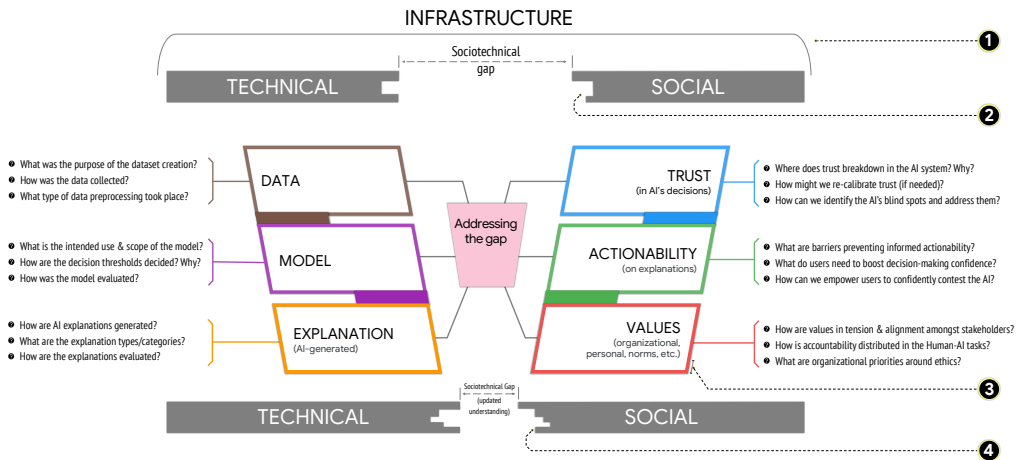 INFRASTRUCTURE
Sociotechnical
gap
TECHNICAL
SOCIAL
1
2
What was the purpose of the dataset creation?
How was the data collected?
What type of data preprocessing took place?
DATA
What is the intended use & scope of the model?
How are the decision thresholds decided? Why?
How was the model evaluated?
MODEL
How are AI explanations generated?
What are the explanation types/categories?
How are the explanations evaluated?
EXPLANATION
(AI-generated)
Addressing
the gap
TRUST
(in AI's decisions)
Where does trust breakdown in the AI system? Why?
How might we re-calibrate trust (if needed)?
How can we identify the AI's blind spots and address them?
ACTIONABILITY
(on explanations)
What are barriers preventing informed actionability?
What do users need to boost decision-making confidence?
How can we empower users to confidently contest the AI?
VALUES
(organizational,
personal, norms, etc.)
How are values in tension & alignment amongst stakeholders?
How is accountability distributed in the Human-AI tasks?
What are organizational priorities around ethics?
3
Sociotechnical Gap
(updated
understanding)
TECHNICAL
SOCIAL
4